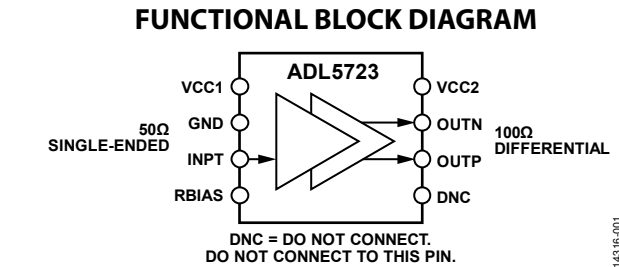 FUNCTIONAL BLOCK DIAGRAM
ADL5723
VCC1
VCC2
GND
OUTN
50Ω
SINGLE-ENDED
100Ω
DIFFERENTIAL
INPT
OUTP
RBIAS
DNC
DNC = DO NOT CONNECT.
DO NOT CONNECT TO THIS PIN.
14316-001